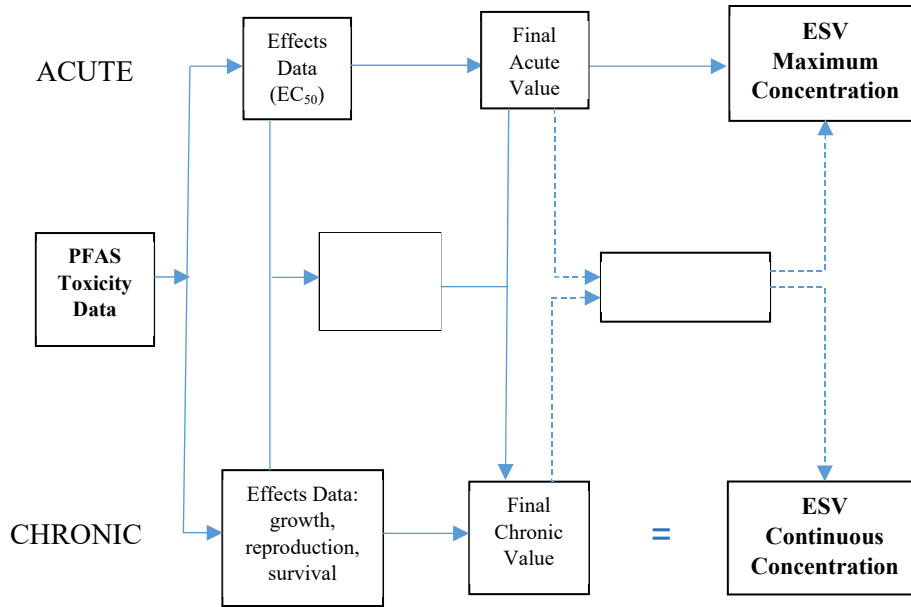 ACUTE
Effects
Data
(EC₅₀)
Final
Acute
Value
ESV
Maximum
Concentration
PFAS
Toxicity
Data
CHRONIC
Effects Data:
growth,
reproduction,
survival
Final
Chronic
Value
=
ESV
Continuous
Concentration